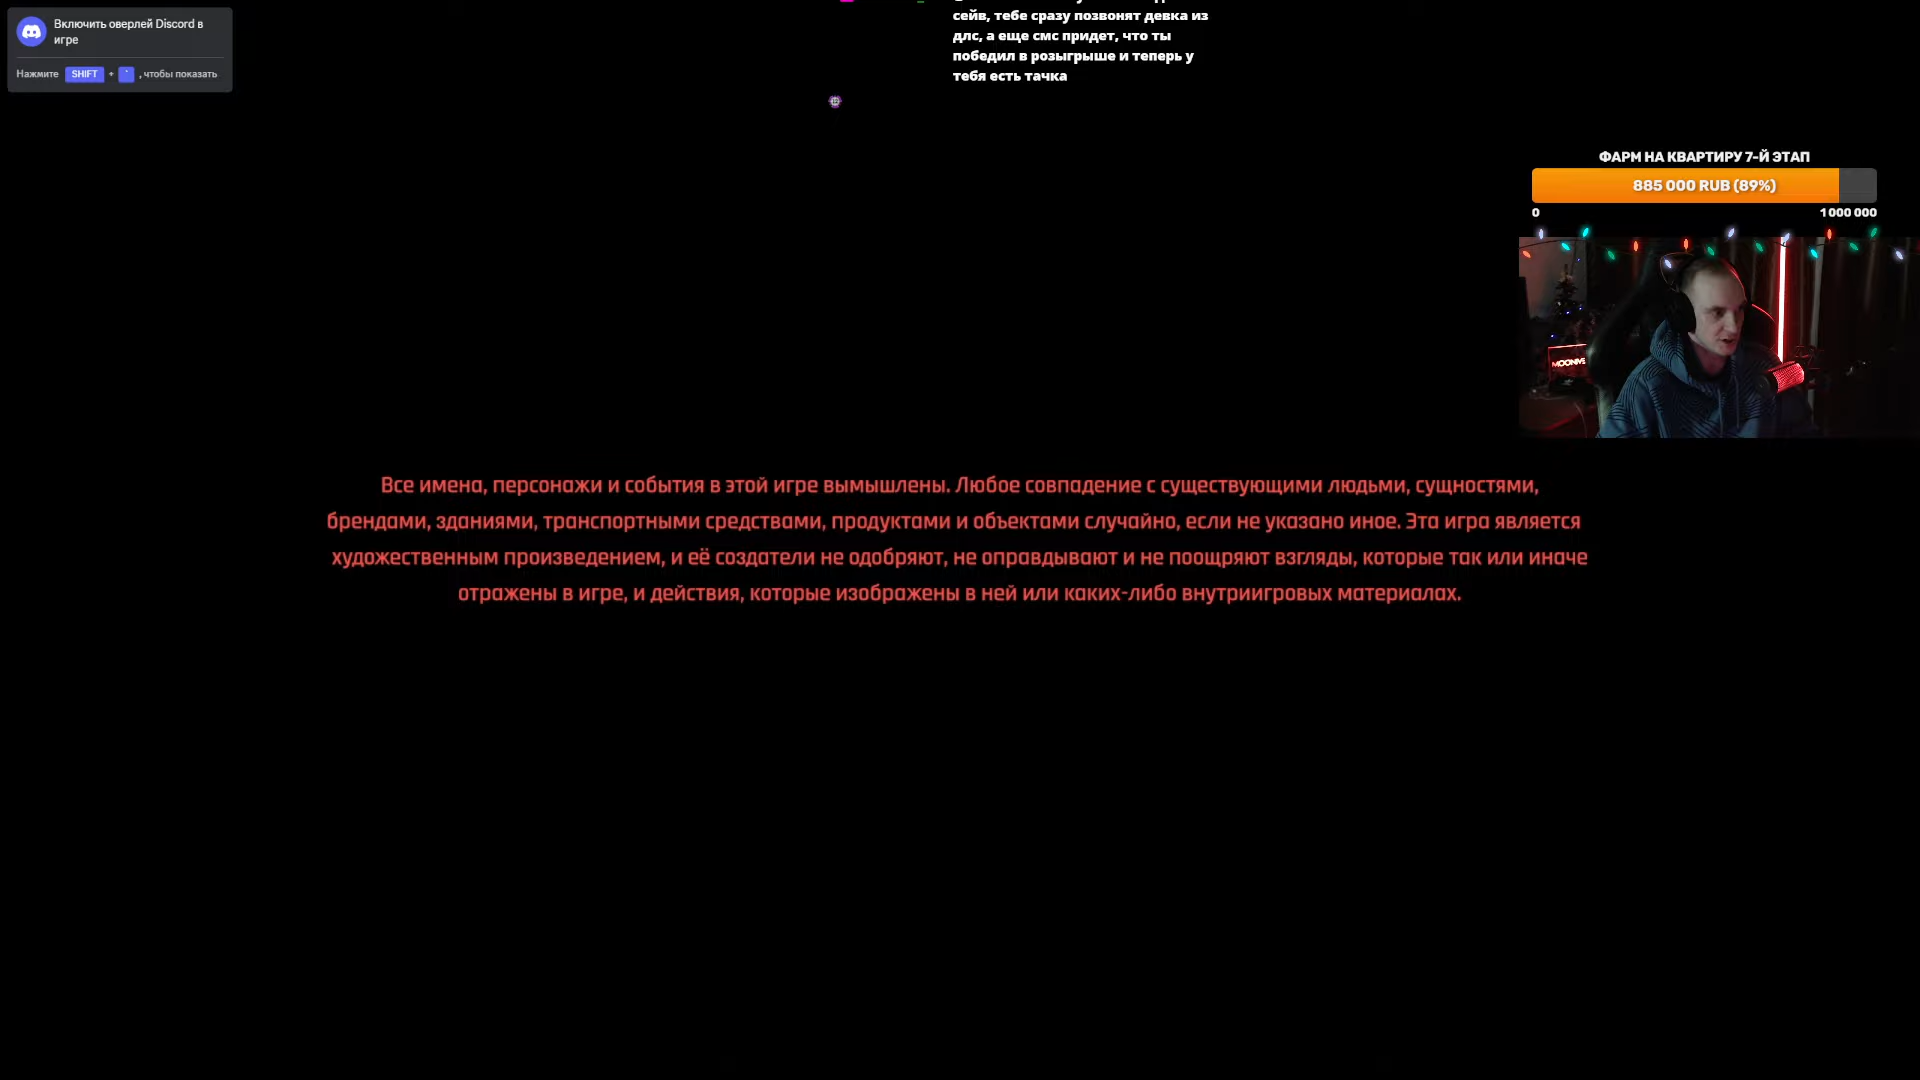 Включить оверлей Discord в
игре
Нажмите SHIFT + ` , чтобы показать
сейв, тебе сразу позвонят девка из
длс, а еще смс придет, что ты
победил в розыгрыше и теперь у
тебя есть тачка
ФАРМ НА КВАРТИРУ 7-Й ЭТАП
885 000 RUB (89%)
0
1 000 000
Все имена, персонажи и события в этой игре вымышлены. Любое совпадение с существующими людьми, сущностями,
брендами, зданиями, транспортными средствами, продуктами и объектами случайно, если не указано иное. Эта игра является
художественным произведением, и её создатели не одобряют, не оправдывают и не поощряют взгляды, которые так или иначе
отражены в игре, и действия, которые изображены в ней или каких-либо внутриигровых материалах.